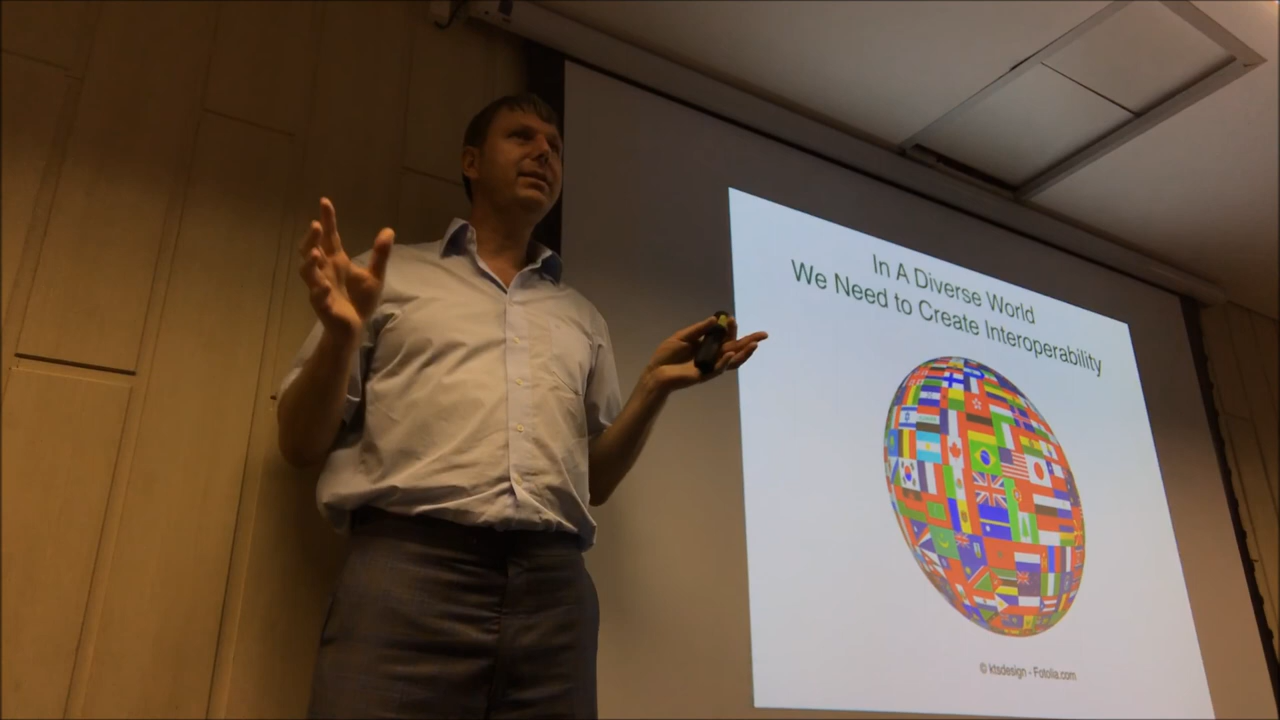 In A Diverse World
We Need to Create Interoperability
© ktsdesign - Fotolia.com